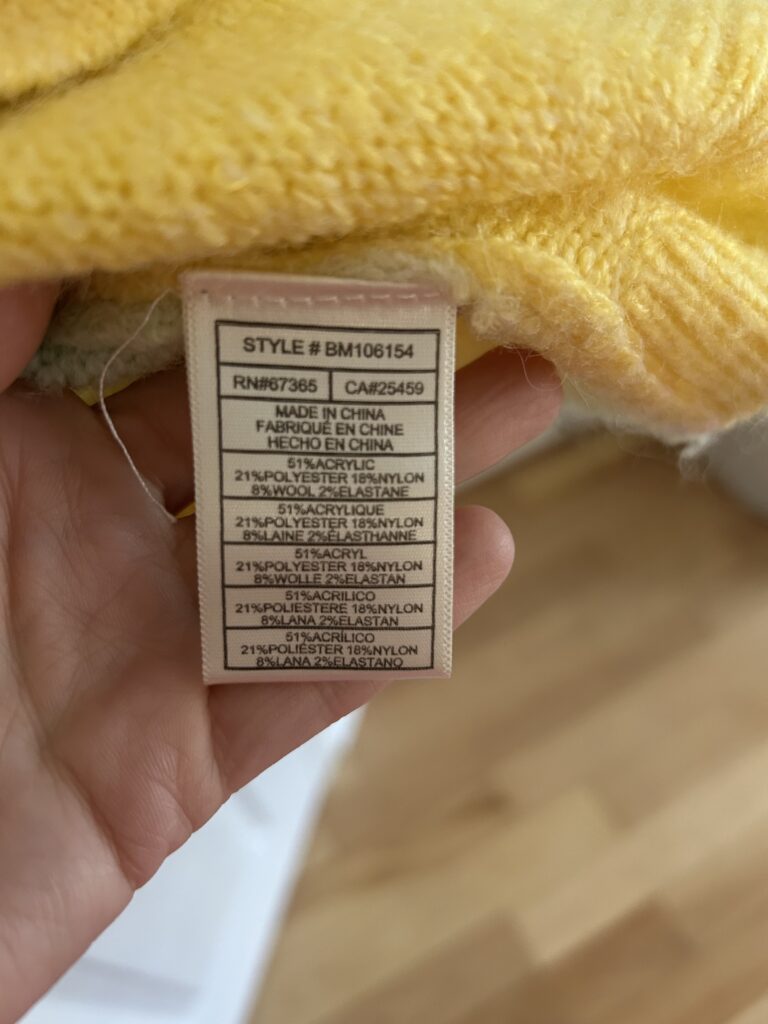 STYLE # BM106154
RN#67365 CA#25459
MADE IN CHINA
FABRIQUÉ EN CHINE
HECHO EN CHINA
51%ACRYLIC
21%POLYESTER 18%NYLON
8%WOOL 2%ELASTANE
51%ACRYLIQUE
21%POLYESTER 18%NYLON
8%LAINE 2%ÉLASTHANNE
51%ACRYL
21%POLYESTER 18%NYLON
8%WOLLE 2%ELASTAN
51%ACRILICO
21%POLIESTERE 18%NYLON
8%LANA 2%ELASTAN
51%ACRÍLICO
21%POLIÉSTER 18%NYLON
8%LANA 2%ELASTANO